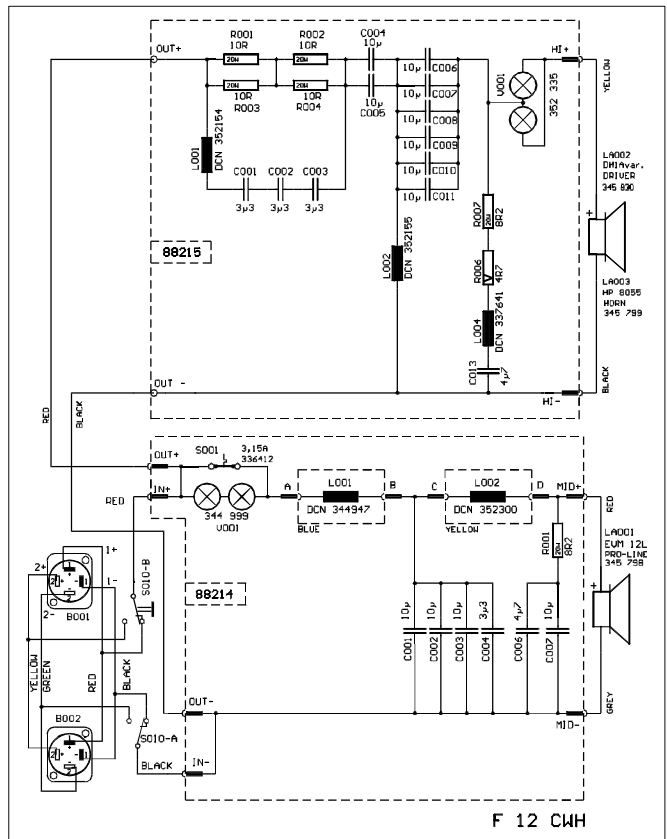 OUT+
R001
10R
20W
R002
10R
20W
C004
10µ
HI+
20W
10R
R003
20W
10R
R004
10µ
C005
10µ C006
10µ C007
10µ C008
10µ C009
10µ C010
10µ C011
V001
352 335
YELLOW
L001
DCN 352154
C001
3µ3
C002
3µ3
C003
3µ3
LA002
DH1Avar.
DRIVER
345 830
R007
20W
8R2
88215
L002
DCN 352155
R006
4R7
LA003
HP 8055
HORN
345 799
L004
DCN 337641
C013
4µ7
OUT -
HI-
BLACK
RED
BLACK
OUT+
S001
3,15A
336412
IN+
RED
344 999
V001
A
L001
DCN 344947
BLUE
B
C
L002
DCN 352300
YELLOW
D
MID+
RED
R001
20W
8R2
LA001
EVM 12L
PRO-LINE
345 798
88214
1+
2+
1-
2-
B001
S010-B
C001
10µ
C002
10µ
C003
10µ
C004
3µ3
C006
4µ7
C007
10µ
YELLOW
GREEN
RED
BLACK
OUT-
MID-
GREY
B002
S010-A
BLACK
IN-
F 12 CWH